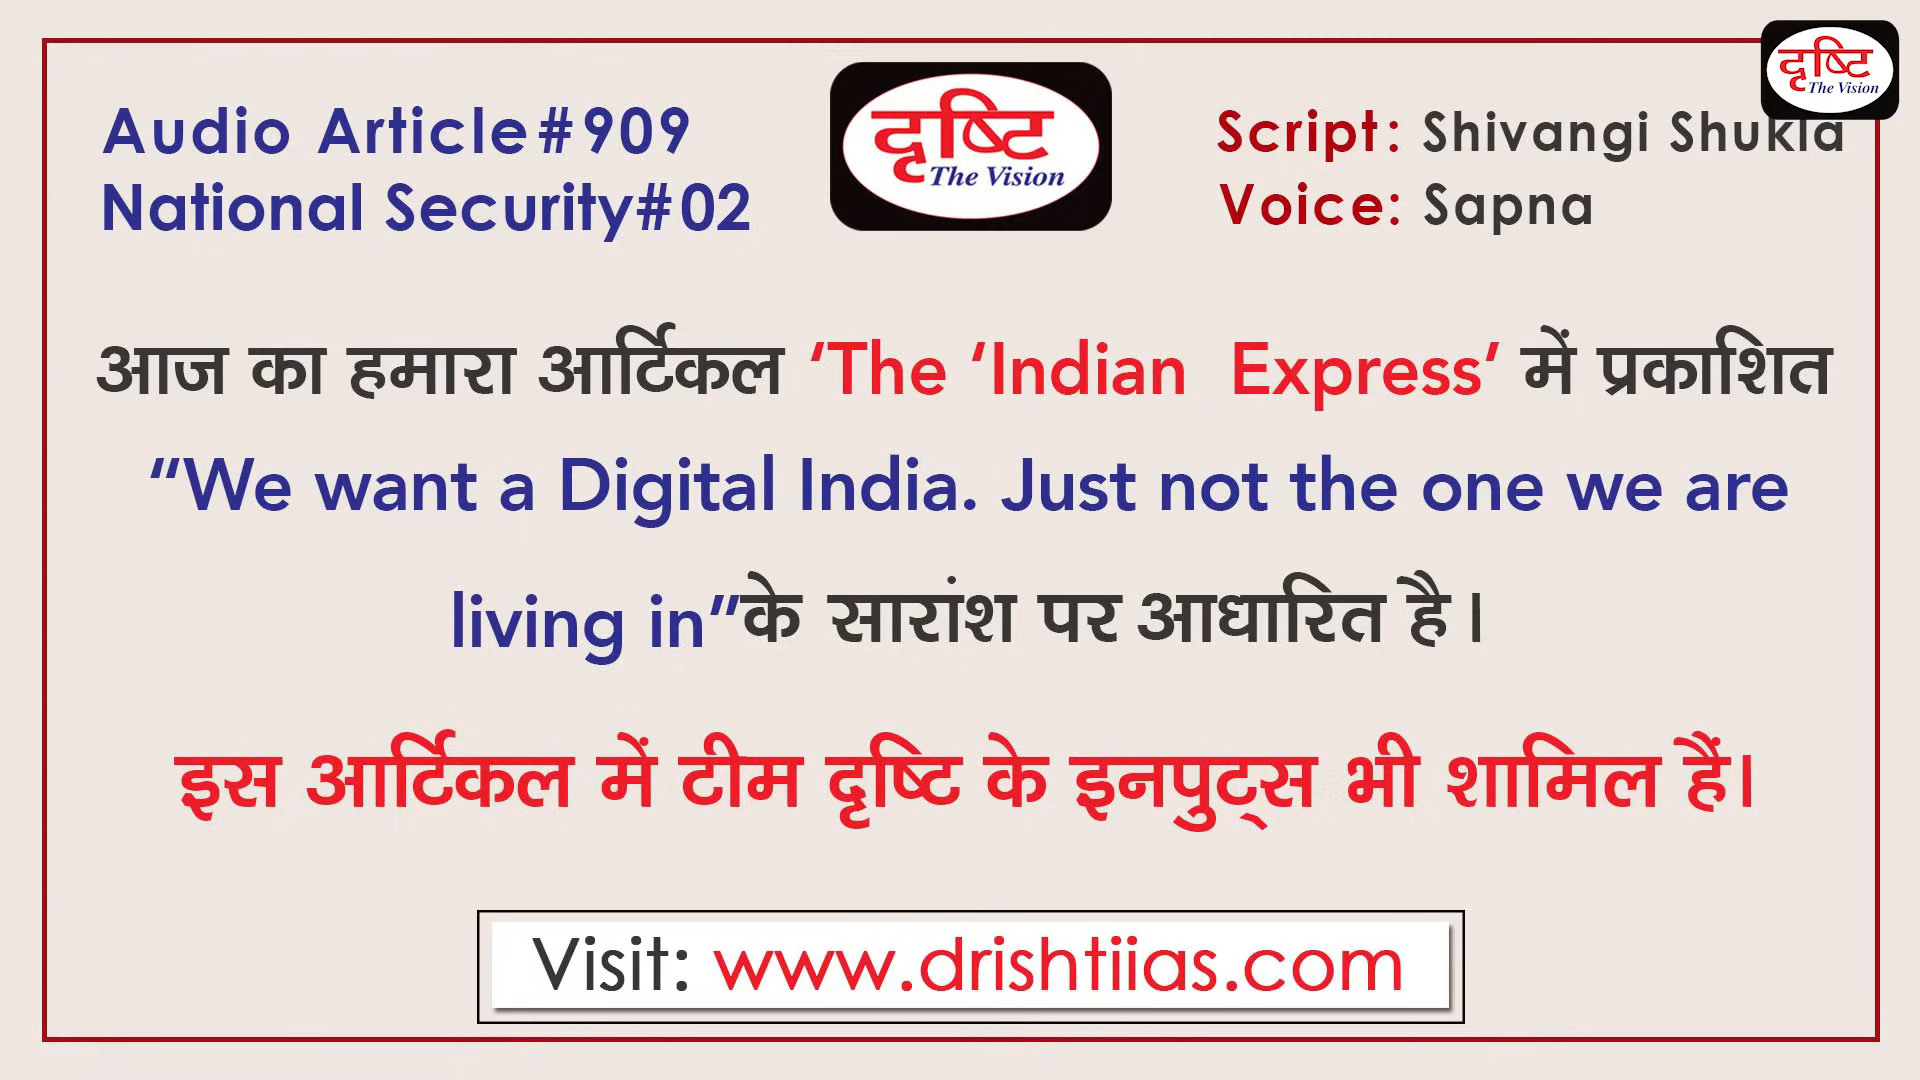 Audio Article#909
National Security#02
दृष्टि
The Vision
Script: Shivangi Shukla
Voice: Sapna
दृष्टि
The Vision
आज का हमारा आर्टिकल ‘The ‘Indian Express’ में प्रकाशित
“We want a Digital India. Just not the one we are
living in”के सारांश पर आधारित है।
इस आर्टिकल में टीम दृष्टि के इनपुट्स भी शामिल हैं।
Visit: www.drishtiias.com